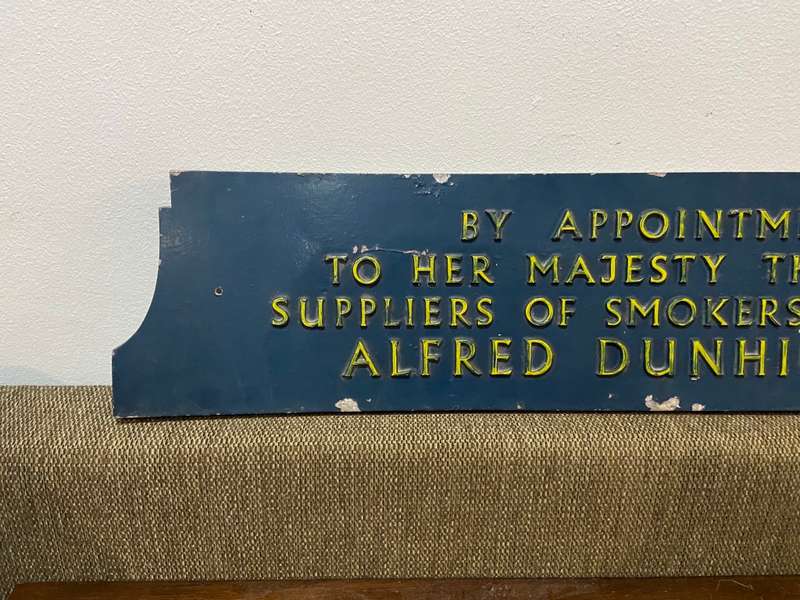 BY APPOINTM
TO HER MAJESTY TH
SUPPLIERS OF SMOKERS
ALFRED DUNHI